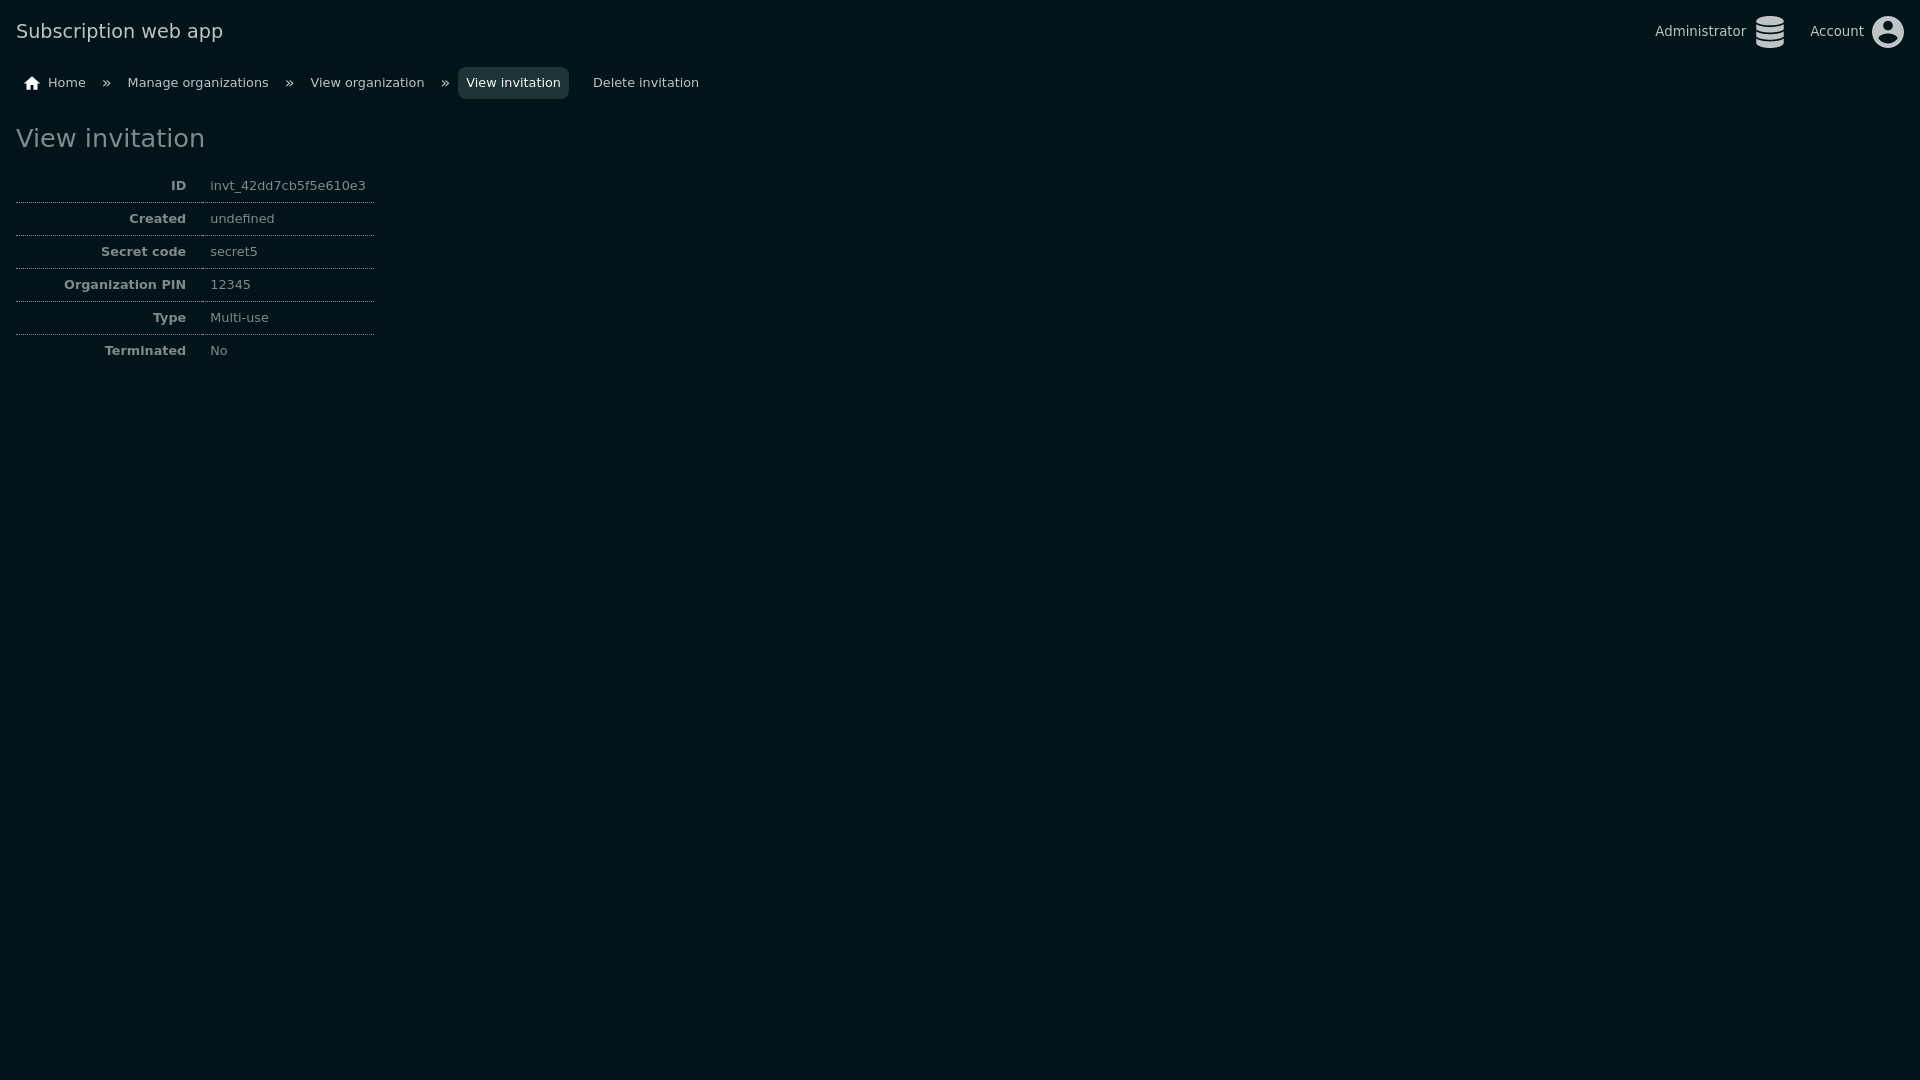 Subscription web app
Administrator
Account
Home » Manage organizations » View organization » View invitation Delete invitation
View invitation
ID invt_42dd7cb5f5e610e3
Created undefined
Secret code secret5
Organization PIN 12345
Type Multi-use
Terminated No